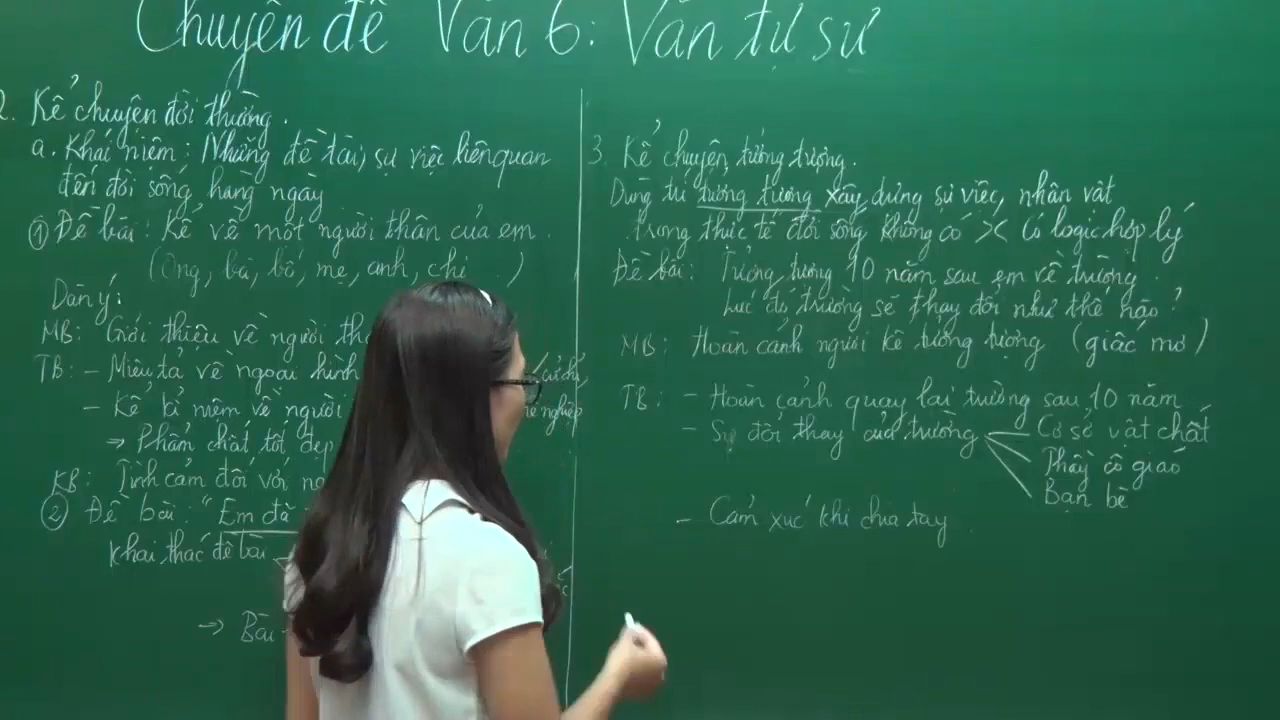 Chuyên đề Văn 6: Văn tự sự
2. Kể chuyện đời thường.
a. Khái niệm: Những đề tài, sự việc liên quan
đến đời sống hàng ngày
① Đề bài: Kể về một người thân của em.
(Ông, bà, bố, mẹ, anh, chị )
Dàn ý:
MB: Giới thiệu về người
TB: - Miêu tả về ngoại hình cử chỉ,
- Kể kỉ niệm về người nghiệp
=> Phẩm chất tốt đẹp
KB: Tình cảm đối với
② Đề bài: "Em đã
Khai thác đề bài
-> Bài
3. Kể chuyện tưởng tượng.
Dùng trí tưởng tượng xây dựng sự việc, nhân vật
trong thực tế đời sống không có >< Có logic hợp lý
Đề bài: Tưởng tượng 10 năm sau em về trường.
Lúc đó trường sẽ thay đổi như thế nào?
MB: Hoàn cảnh người kể tưởng tượng (giấc mơ)
TB: - Hoàn cảnh quay lại trường sau 10 năm
- Sự đổi thay của trường Cơ sở vật chất
Thầy cô giáo
Bạn bè
- Cảm xúc khi chia tay